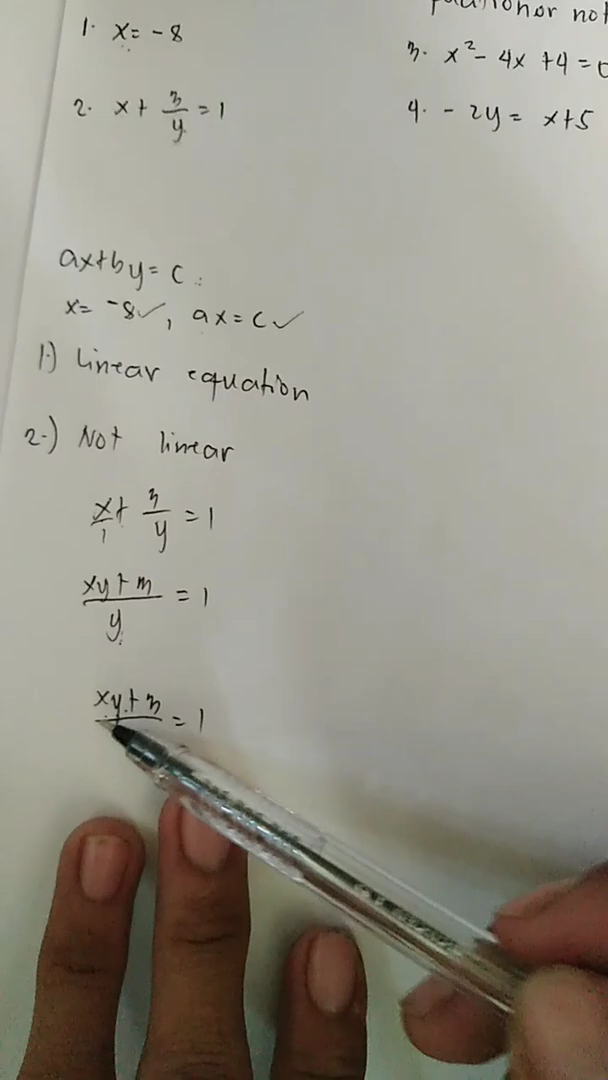 not
1. x = -8
3. x² - 4x + 4 = 0
2. x + 3/y = 1
4. - 2y = x+5
ax+by = c
x = -8 ✓, ax = c ✓
1.) linear equation
2.) Not linear
x/1 + 3/y = 1
xy + 3 / y = 1
xy + 3 = 1